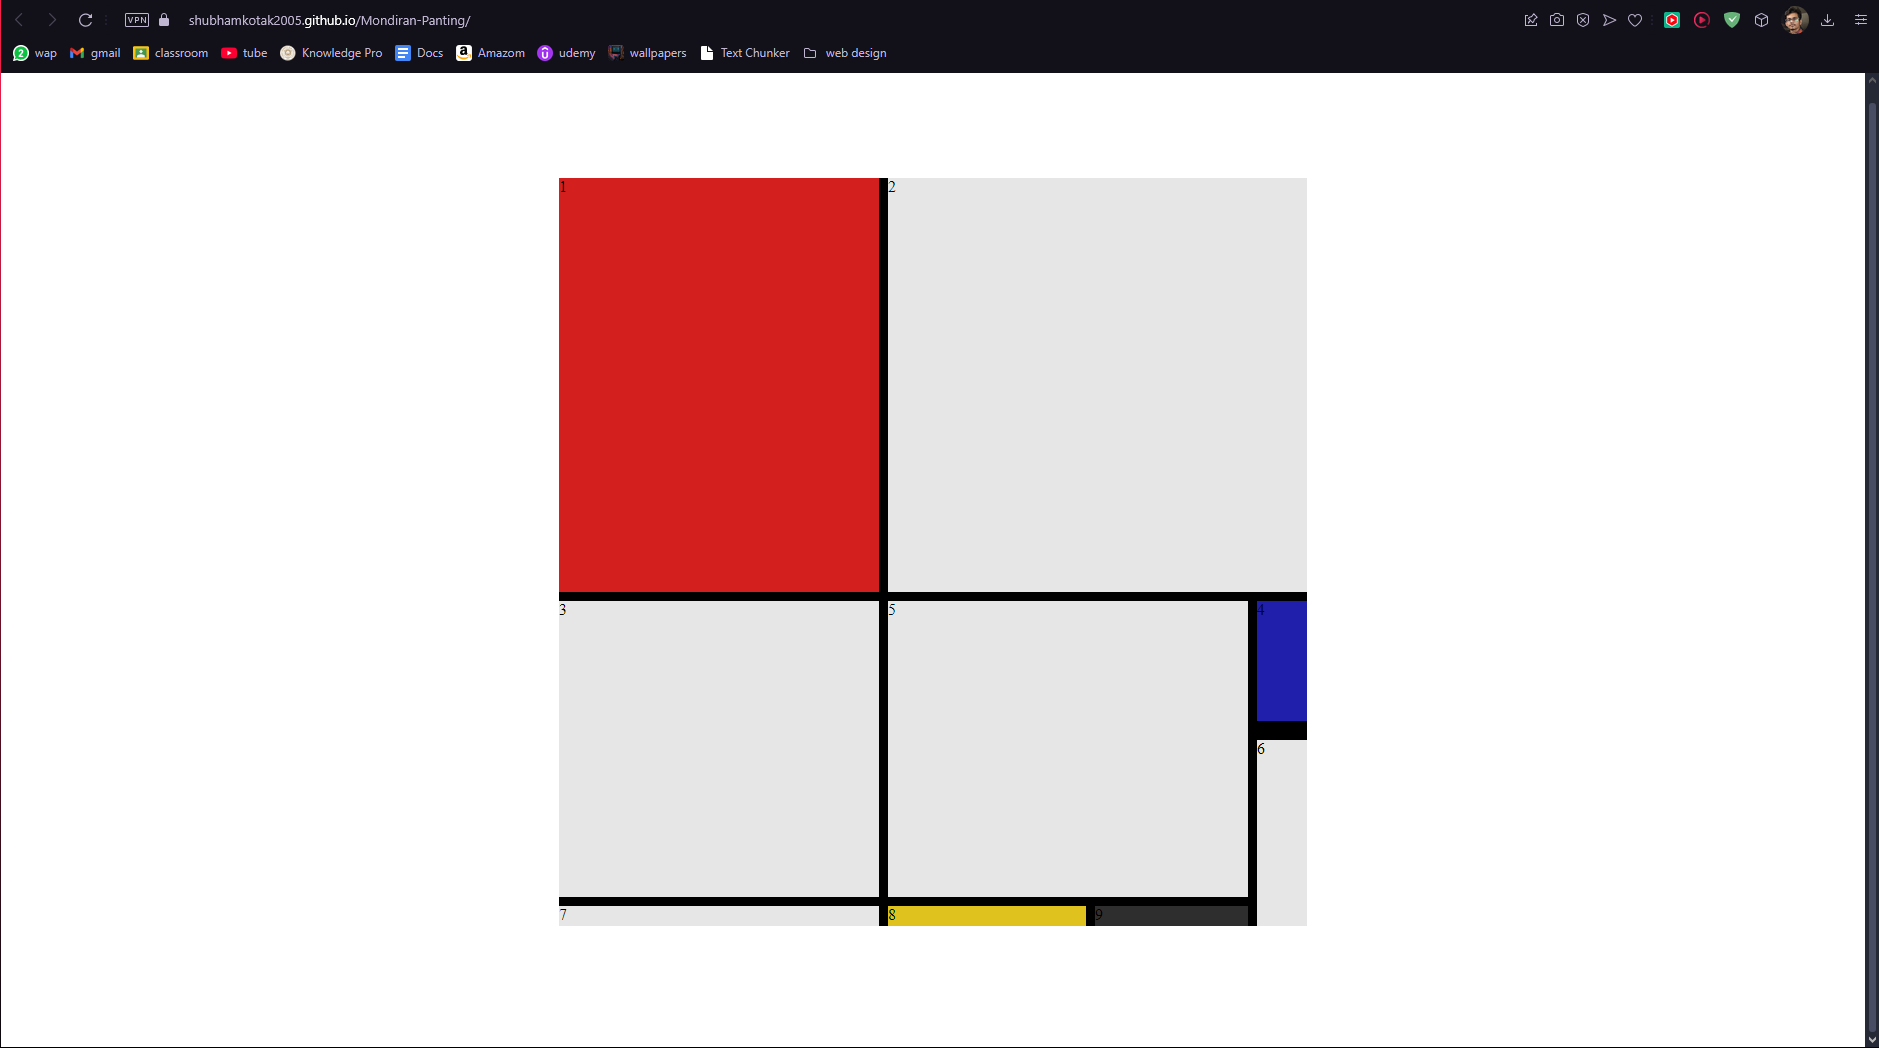 VPN shubhamkotak2005.github.io/Mondiran-Panting/
2 wap gmail classroom tube Knowledge Pro Docs a Amazom udemy wallpapers Text Chunker web design
1 2
3 5 4
6
7 8 9